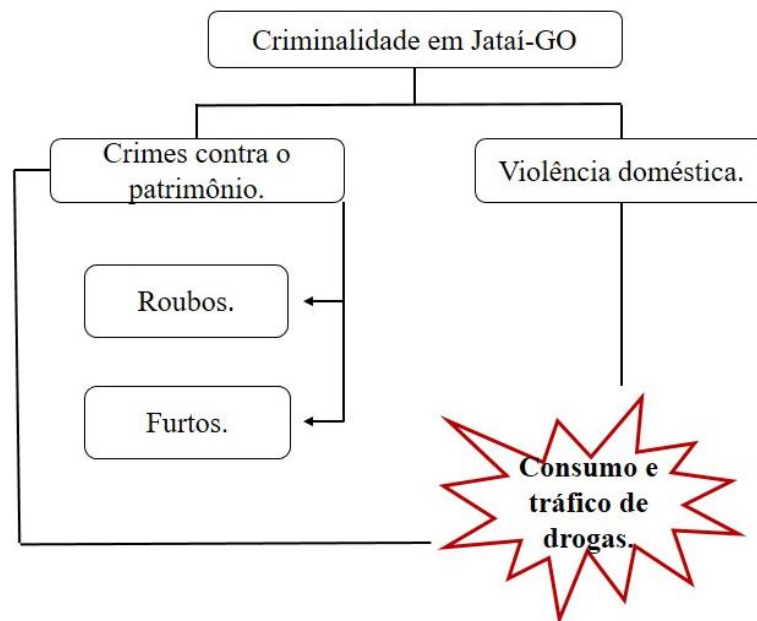 Criminalidade em Jataí-GO
Crimes contra o
patrimônio.
Violência doméstica.
Roubos.
Furtos.
Consumo e
tráfico de
drogas.